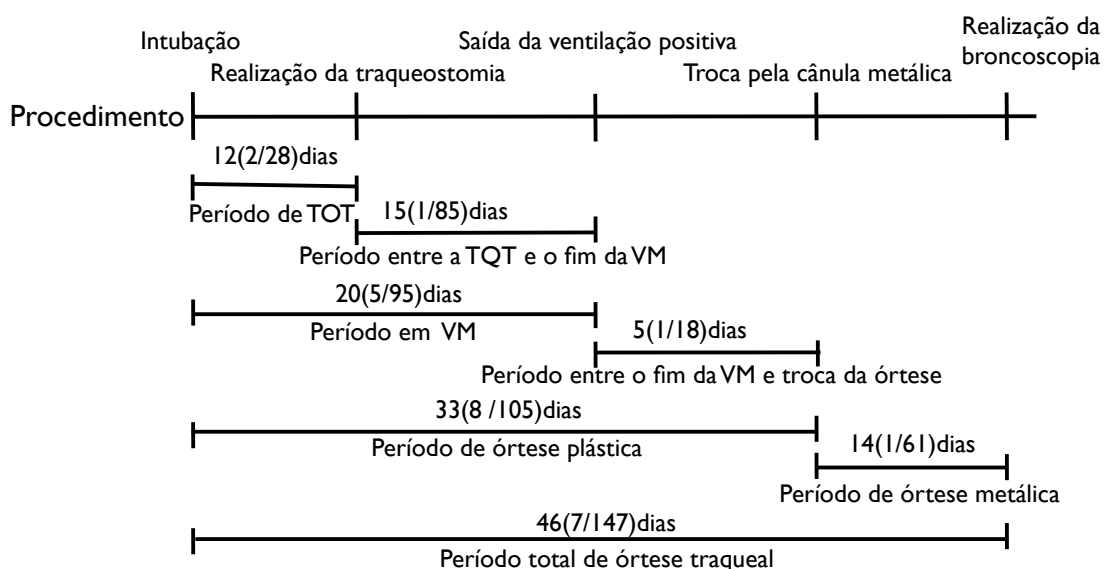 Realização da
broncoscopia
Intubação
Saída da ventilação positiva
Realização da traqueostomia
Troca pela cânula metálica
Procedimento
12(2/28)dias
Período de TOT
15(1/85)dias
Período entre a TQT e o fim da VM
20(5/95)dias
Período em VM
5(1/18)dias
Período entre o fim da VM e troca da órtese
33(8 /105)dias
Período de órtese plástica
14(1/61)dias
Período de órtese metálica
46(7/147)dias
Período total de órtese traqueal